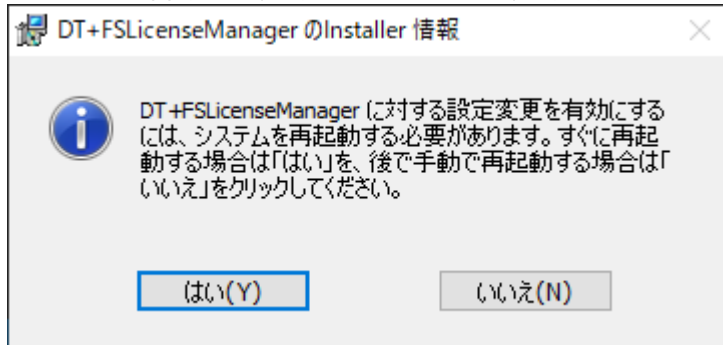 DT+FSLicenseManager のInstaller 情報
DT+FSLicenseManager に対する設定変更を有効にする
には、システムを再起動する必要があります。すぐに再起
動する場合は「はい」を、後で手動で再起動する場合は「
いいえ」をクリックしてください。
はい(Y)
いいえ(N)